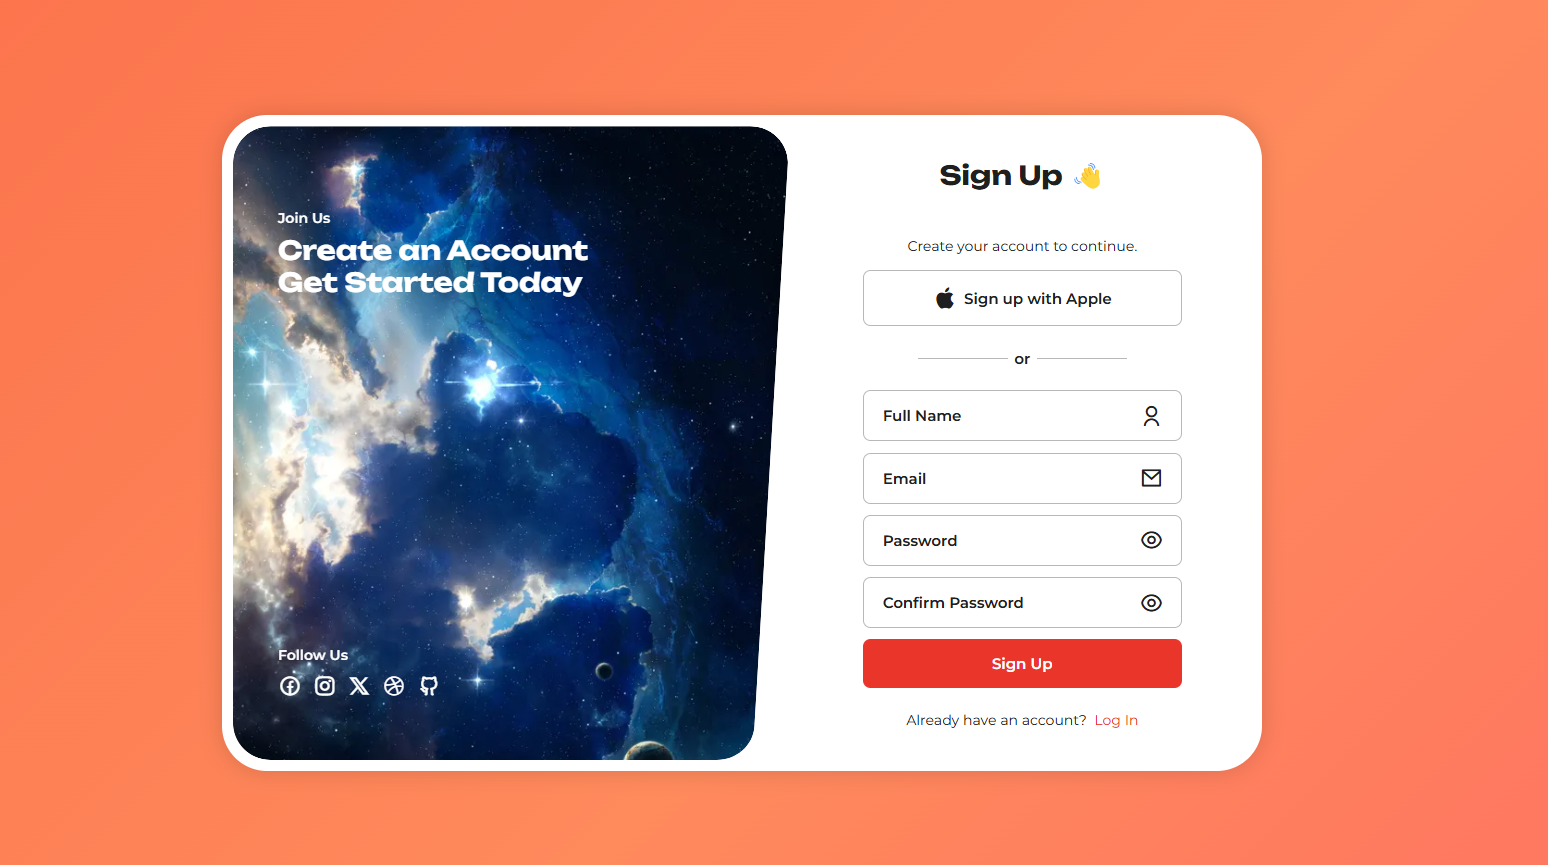 Join Us
Create an Account
Get Started Today
Follow Us
Sign Up 👋
Create your account to continue.
Sign up with Apple
or
Full Name
Email
Password
Confirm Password
Sign Up
Already have an account? Log In